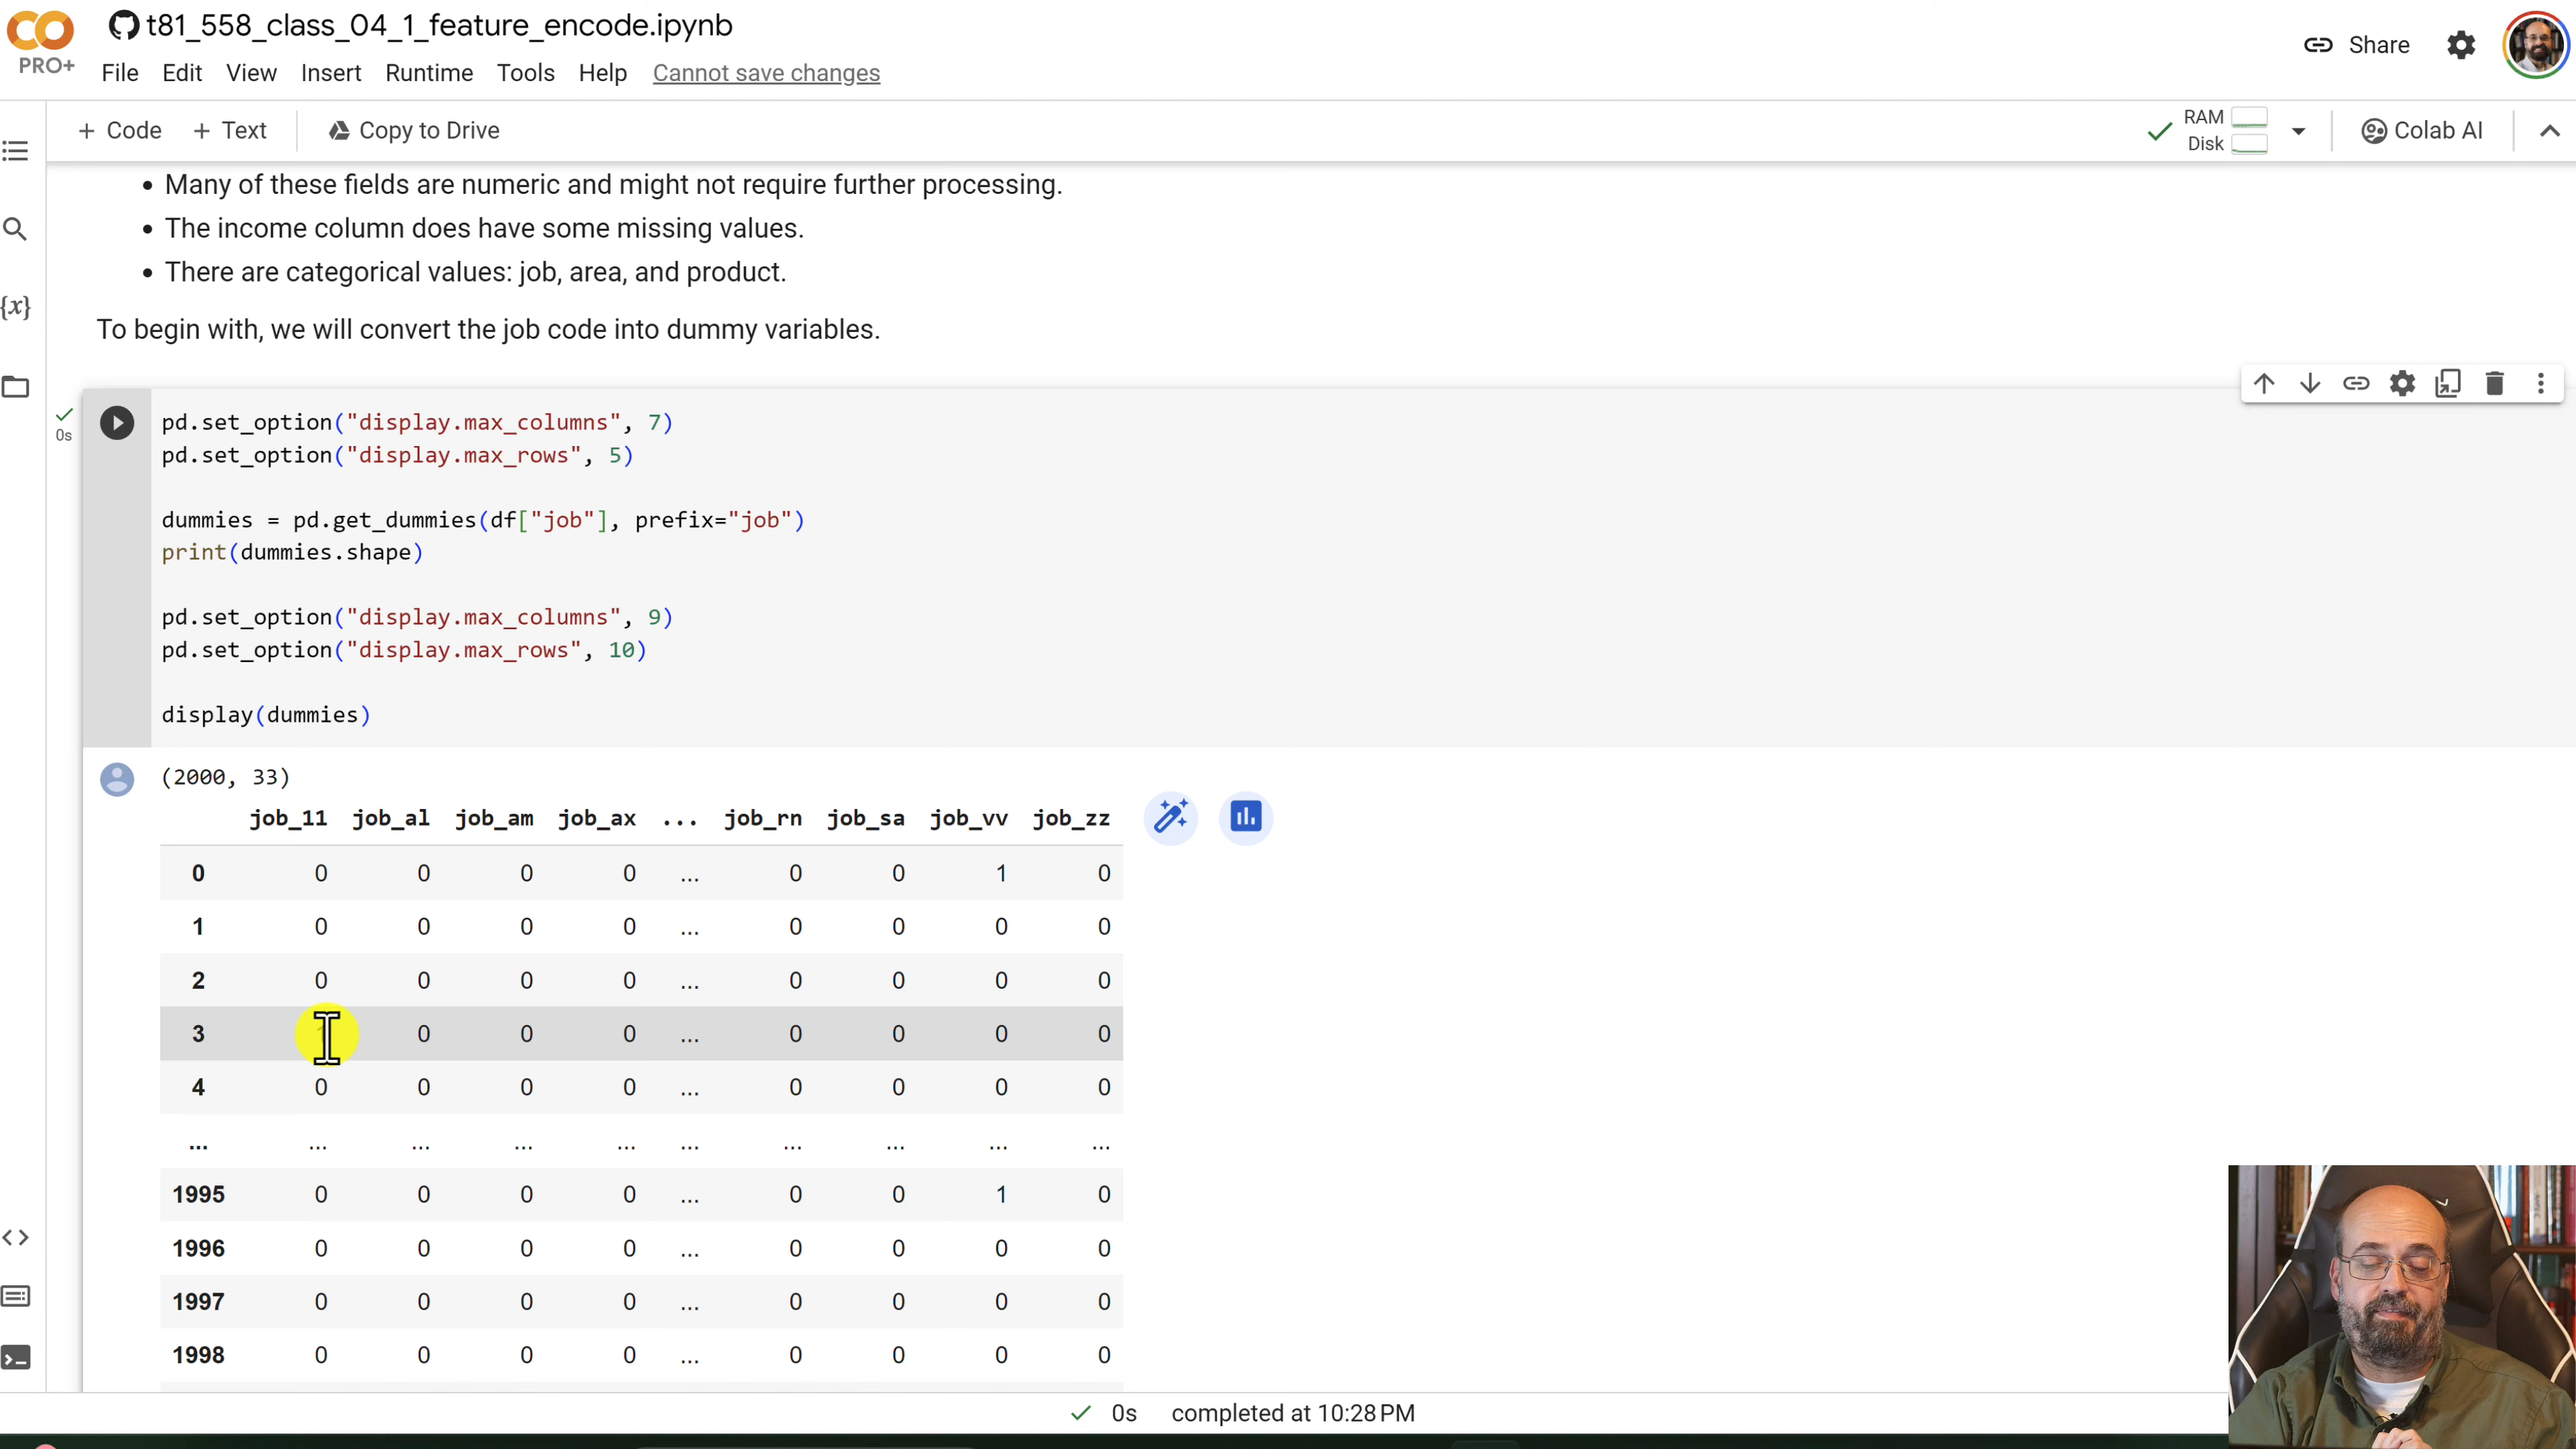 t81_558_class_04_1_feature_encode.ipynb
PRO+
File Edit View Insert Runtime Tools Help Cannot save changes
Share
+ Code + Text Copy to Drive
RAM
Disk
Colab AI
• Many of these fields are numeric and might not require further processing.
• The income column does have some missing values.
• There are categorical values: job, area, and product.
To begin with, we will convert the job code into dummy variables.
{x}
0s
pd.set_option("display.max_columns", 7)
pd.set_option("display.max_rows", 5)
dummies = pd.get_dummies(df["job"], prefix="job")
print(dummies.shape)
pd.set_option("display.max_columns", 9)
pd.set_option("display.max_rows", 10)
display(dummies)
(2000, 33)
job_11 job_al job_am job_ax ... job_rn job_sa job_vv job_zz
0 0 0 0 0 ... 0 0 1 0
1 0 0 0 0 ... 0 0 0 0
2 0 0 0 0 ... 0 0 0 0
3 0 0 0 ... 0 0 0 0
4 0 0 0 0 ... 0 0 0 0
... ... ... ... ... ... ... ... ... ...
1995 0 0 0 0 ... 0 0 1 0
1996 0 0 0 0 ... 0 0 0 0
1997 0 0 0 0 ... 0 0 0 0
1998 0 0 0 0 ... 0 0 0 0
0s completed at 10:28 PM